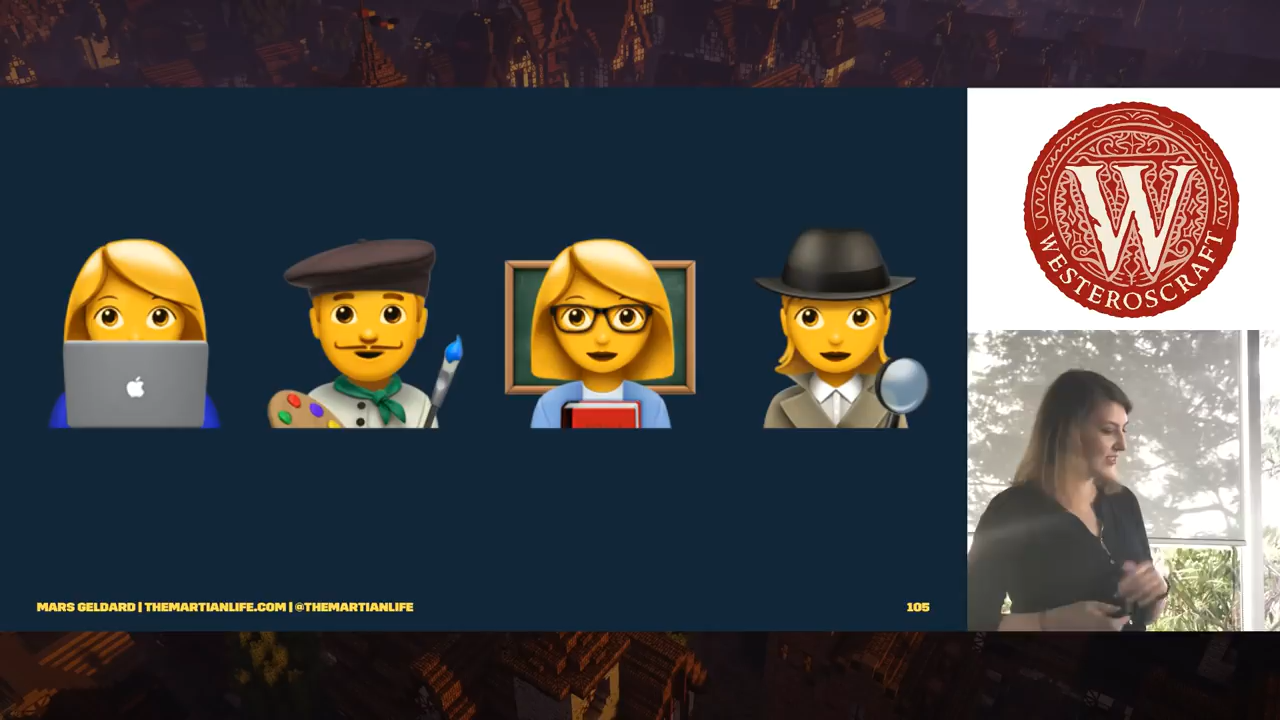 W
WESTEROSCRAFT
MARS GELDARD | THEMARTIANLIFE.COM | @THEMARTIANLIFE
105